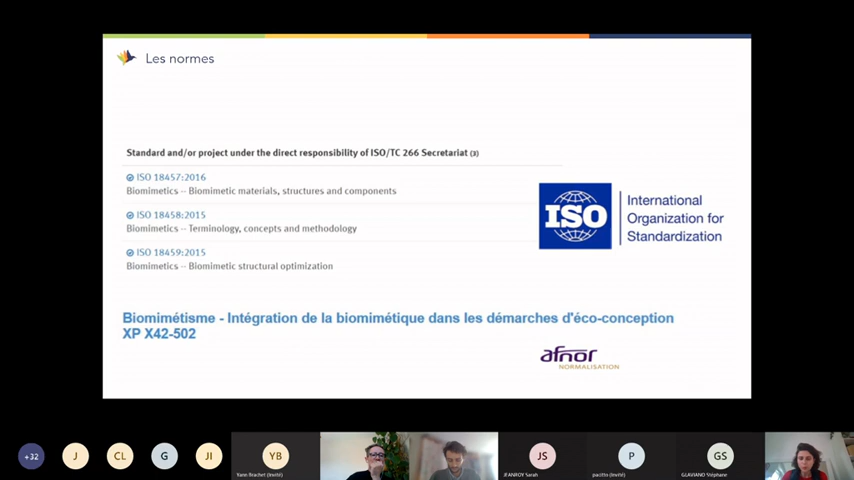 Les normes
Standard and/or project under the direct responsibility of ISO/TC 266 Secretariat (3)
ISO 18457:2016
Biomimetics -- Biomimetic materials, structures and components
ISO 18458:2015
Biomimetics -- Terminology, concepts and methodology
ISO 18459:2015
Biomimetics -- Biomimetic structural optimization
ISO
International
Organization for
Standardization
Biomimétisme - Intégration de la biomimétique dans les démarches d'éco-conception
XP X42-502
afnor
NORMALISATION
+32
J
CL
G
JI
YB
JS
P
GS
Yann Brachet (Invité)
JEANROY Sarah
pacitto (Invité)
GLAVIANO Stéphane